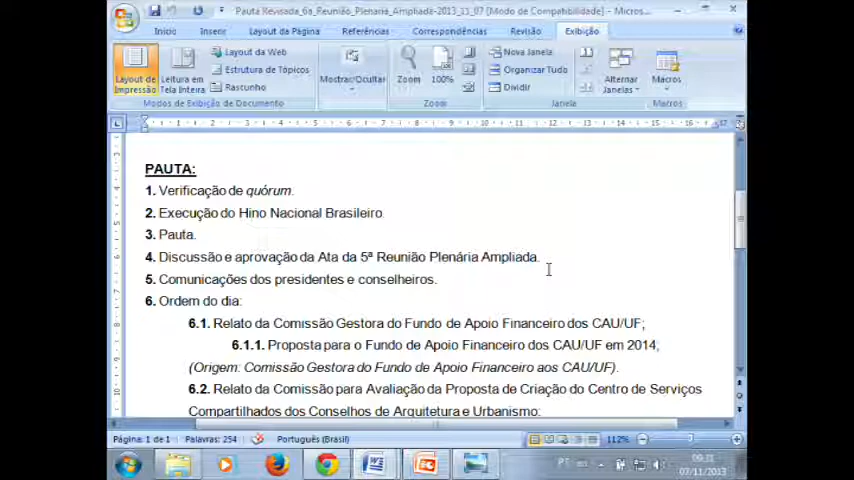 Pauta Revisada_6a_Reunião_Plenaria_Ampliada-2013_11_07 [Modo de Compatibilidade] - Micros...
Início Inserir Layout da Página Referências Correspondências Revisão Exibição
Layout de Impressão
Leitura em Tela Inteira
Layout da Web
Estrutura de Tópicos
Rascunho
Mostrar/Ocultar
Zoom
100%
Nova Janela
Organizar Tudo
Dividir
Alternar Janelas
Macros
Modos de Exibição de Documento Zoom Janela Macros
PAUTA:
1. Verificação de quórum.
2. Execução do Hino Nacional Brasileiro.
3. Pauta.
4. Discussão e aprovação da Ata da 5ª Reunião Plenária Ampliada.
5. Comunicações dos presidentes e conselheiros.
6. Ordem do dia:
6.1. Relato da Comissão Gestora do Fundo de Apoio Financeiro dos CAU/UF;
6.1.1. Proposta para o Fundo de Apoio Financeiro dos CAU/UF em 2014;
(Origem: Comissão Gestora do Fundo de Apoio Financeiro aos CAU/UF).
6.2. Relato da Comissão para Avaliação da Proposta de Criação do Centro de Serviços
Compartilhados dos Conselhos de Arquitetura e Urbanismo:
Página: 1 de 1 Palavras: 254 Português (Brasil) 112%
PT
07/11/2013